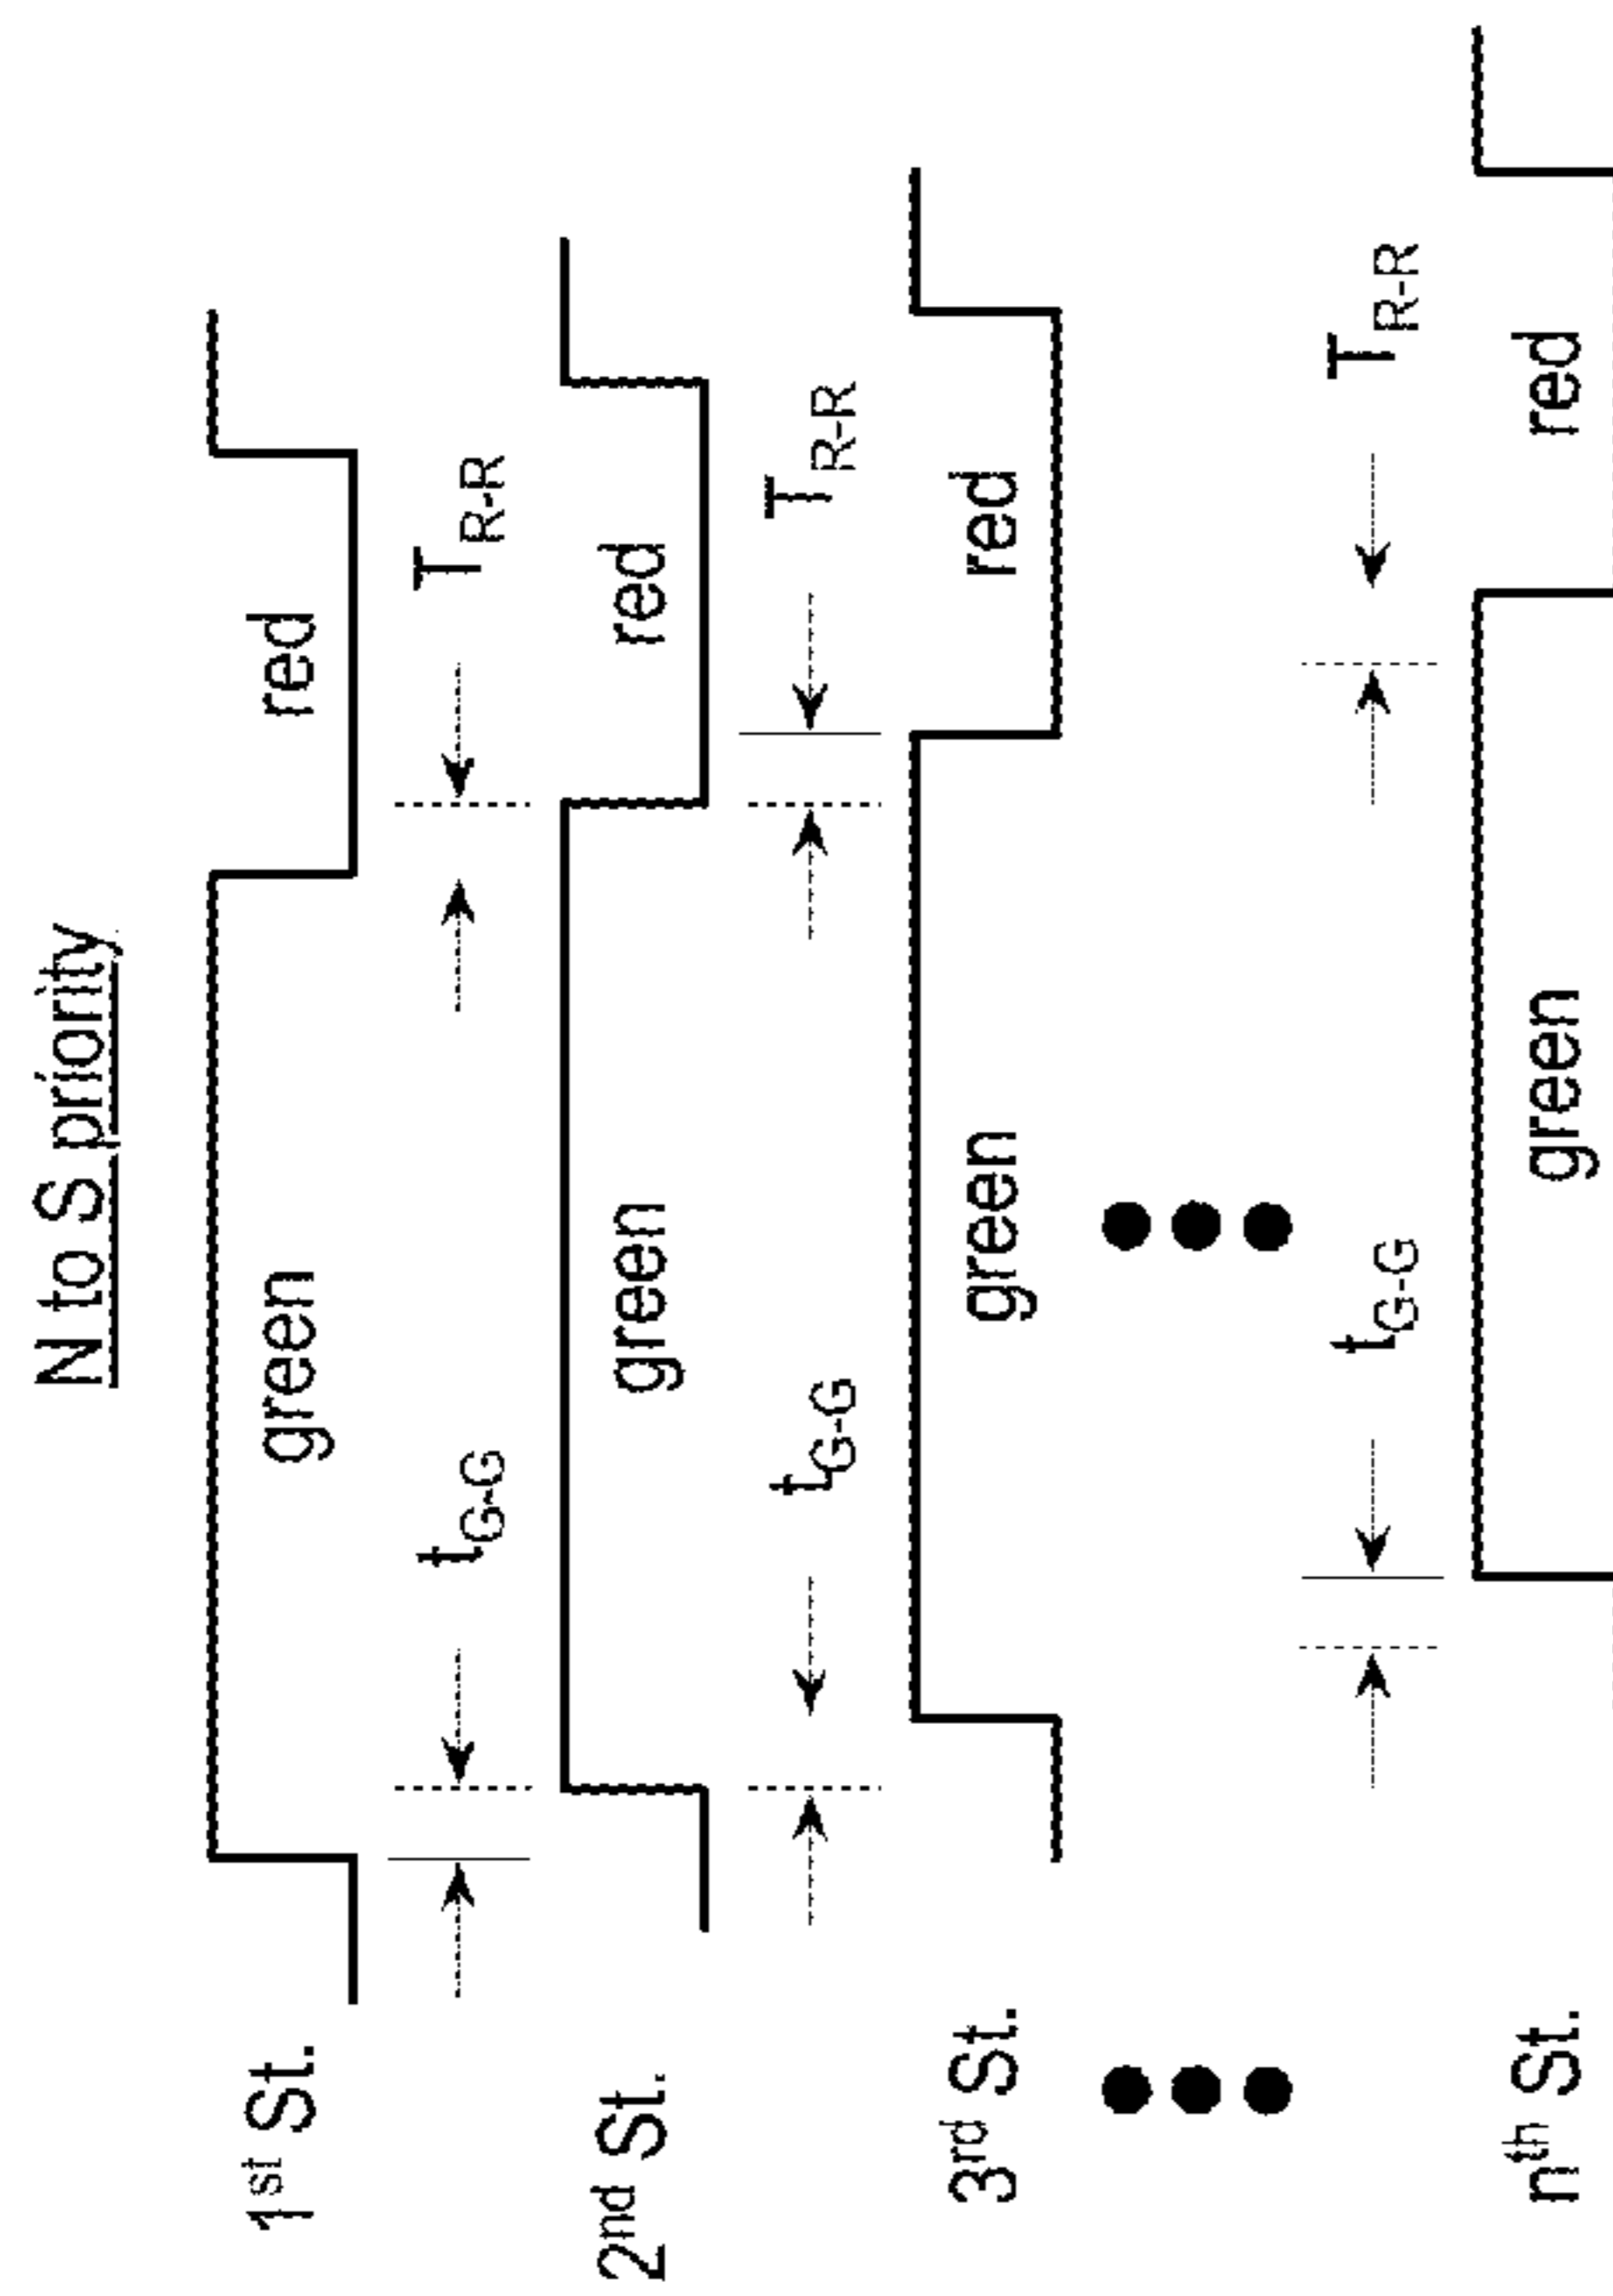 N to S priority
1st St.
green
red
tG-G
TR-R
2nd St.
green
red
tG-G
TR-R
3rd St.
green
red
tG-G
TR-R
nth St.
green
red